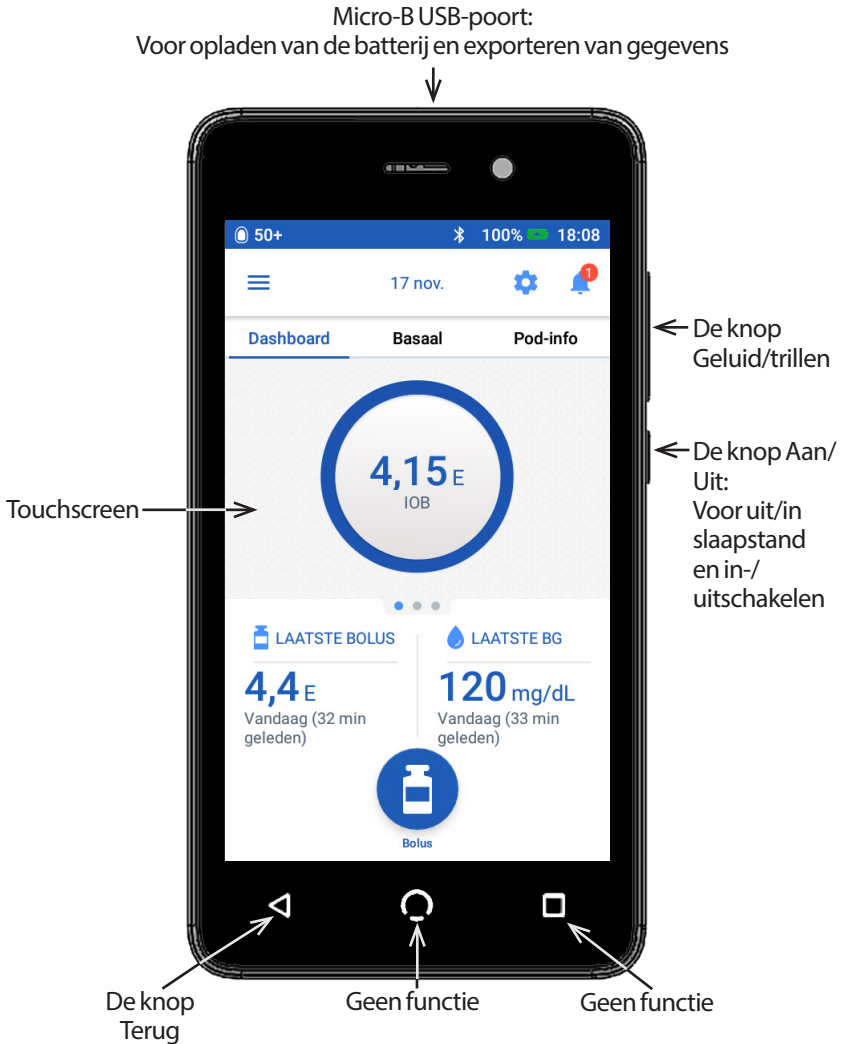 Micro-B USB-poort:
Voor opladen van de batterij en exporteren van gegevens
50+
100% 18:08
17 nov.
1
Dashboard Basaal Pod-info
De knop
Geluid/trillen
4,15 E
IOB
De knop Aan/
Uit:
Voor uit/in
slaapstand
en in-/
uitschakelen
Touchscreen
LAATSTE BOLUS
4,4 E
Vandaag (32 min
geleden)
LAATSTE BG
120 mg/dL
Vandaag (33 min
geleden)
Bolus
De knop
Terug
Geen functie
Geen functie